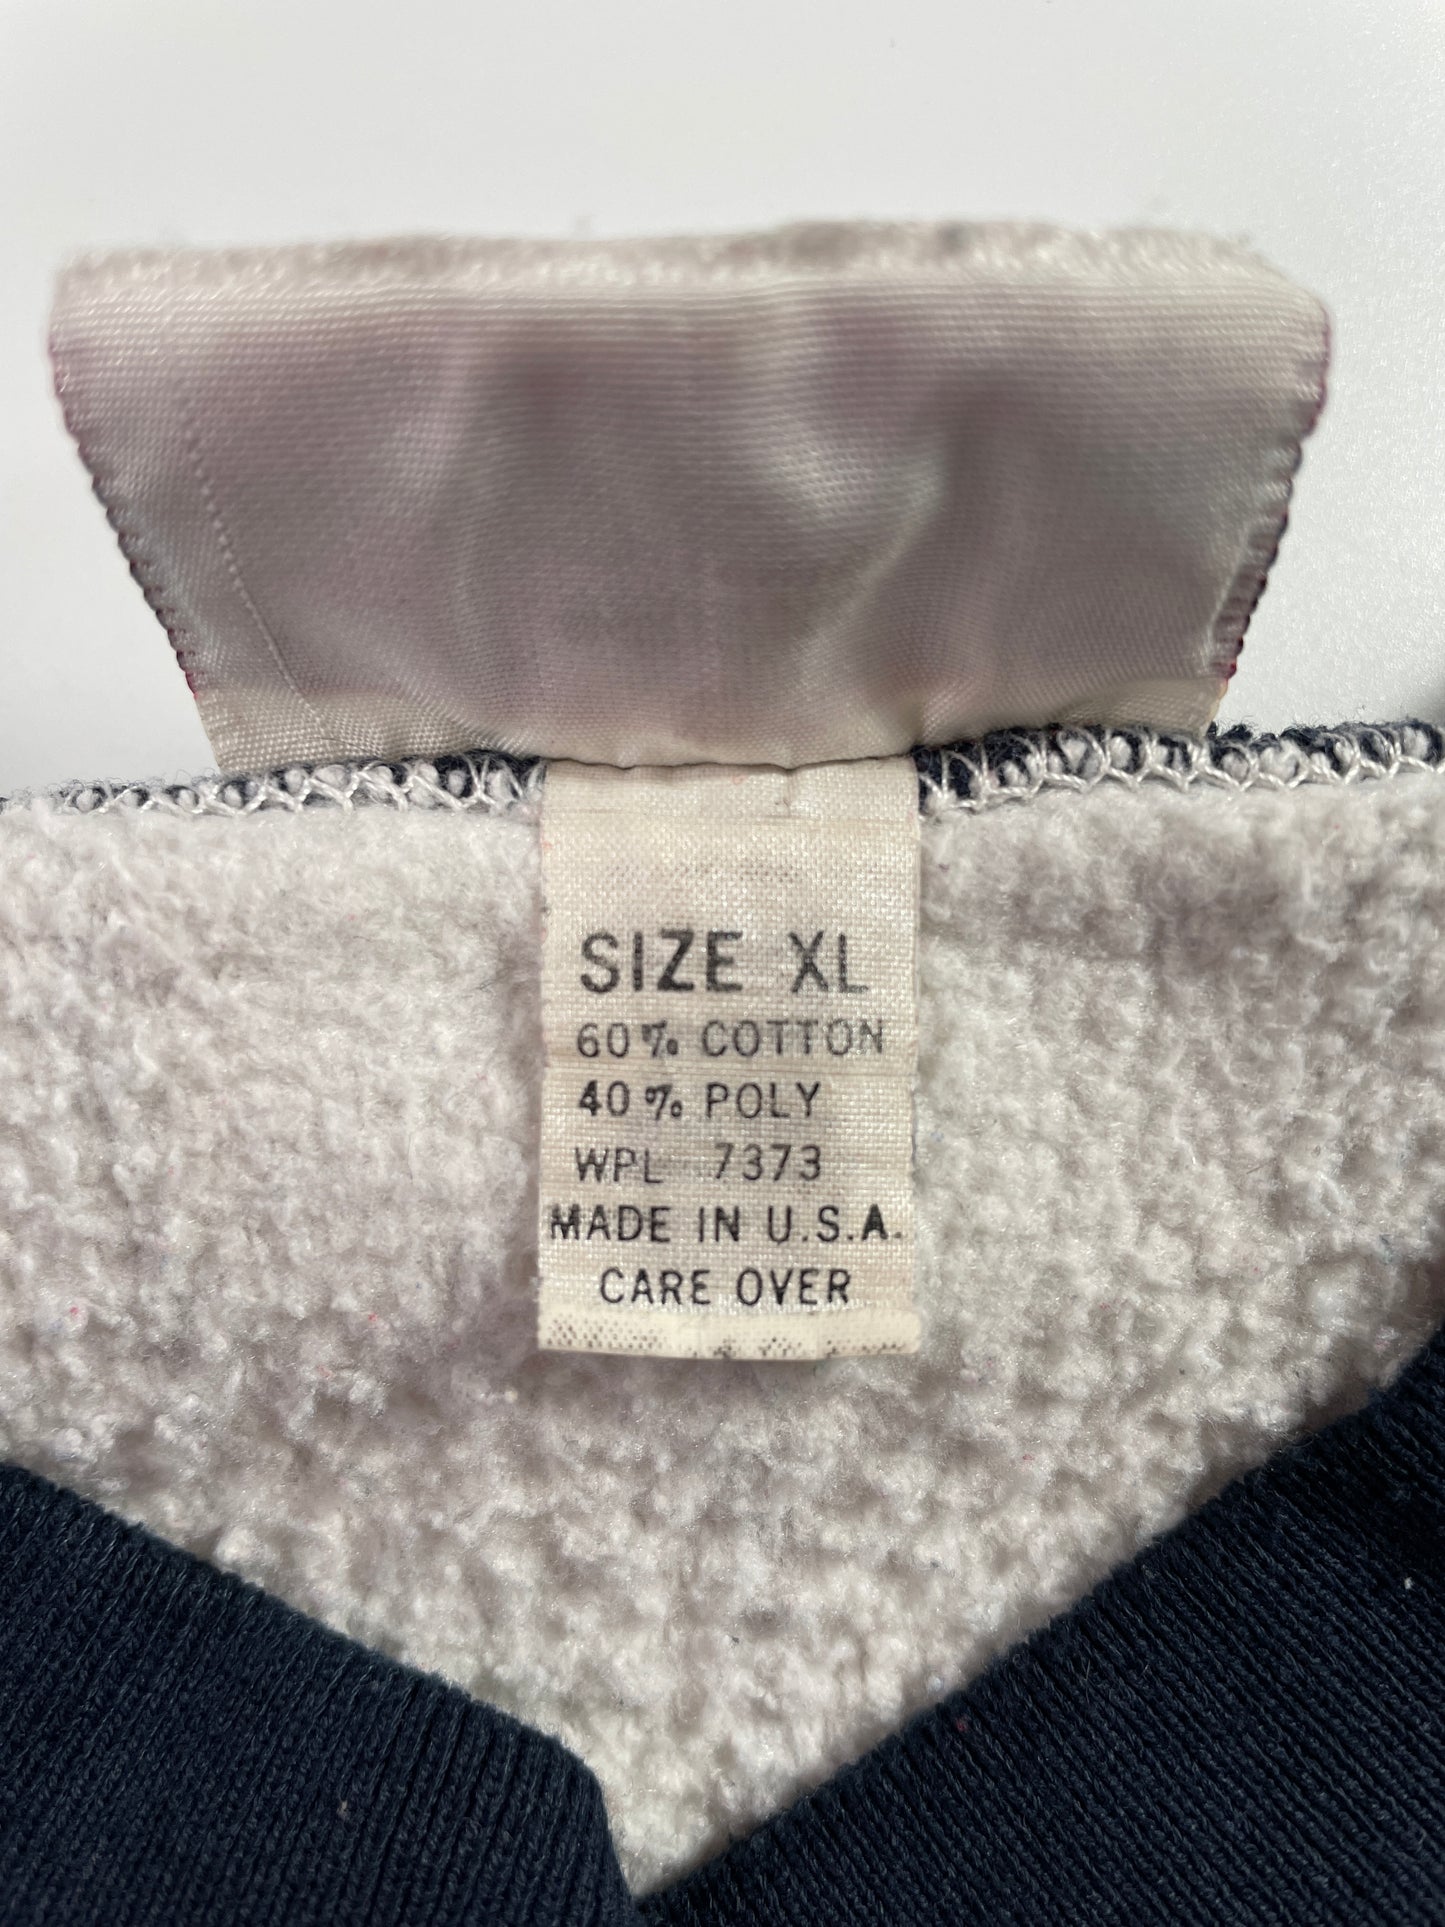 SIZE XL
60% COTTON
40% POLY
WPL 7373
MADE IN U.S.A.
CARE OVER